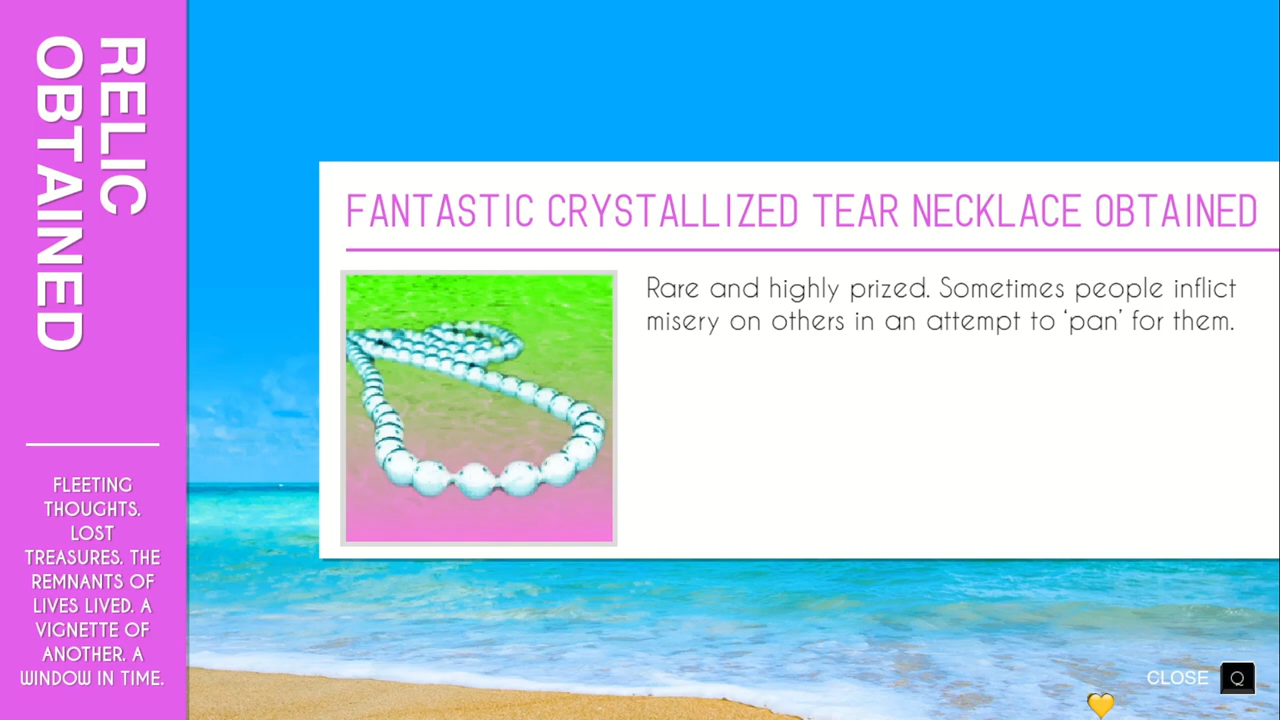 RELIC
OBTAINED
FLEETING
THOUGHTS.
LOST
TREASURES. THE
REMNANTS OF
LIVES LIVED. A
VIGNETTE OF
ANOTHER. A
WINDOW IN TIME.
FANTASTIC CRYSTALLIZED TEAR NECKLACE OBTAINED
Rare and highly prized. Sometimes people inflict
misery on others in an attempt to ‘pan’ for them.
CLOSE Q